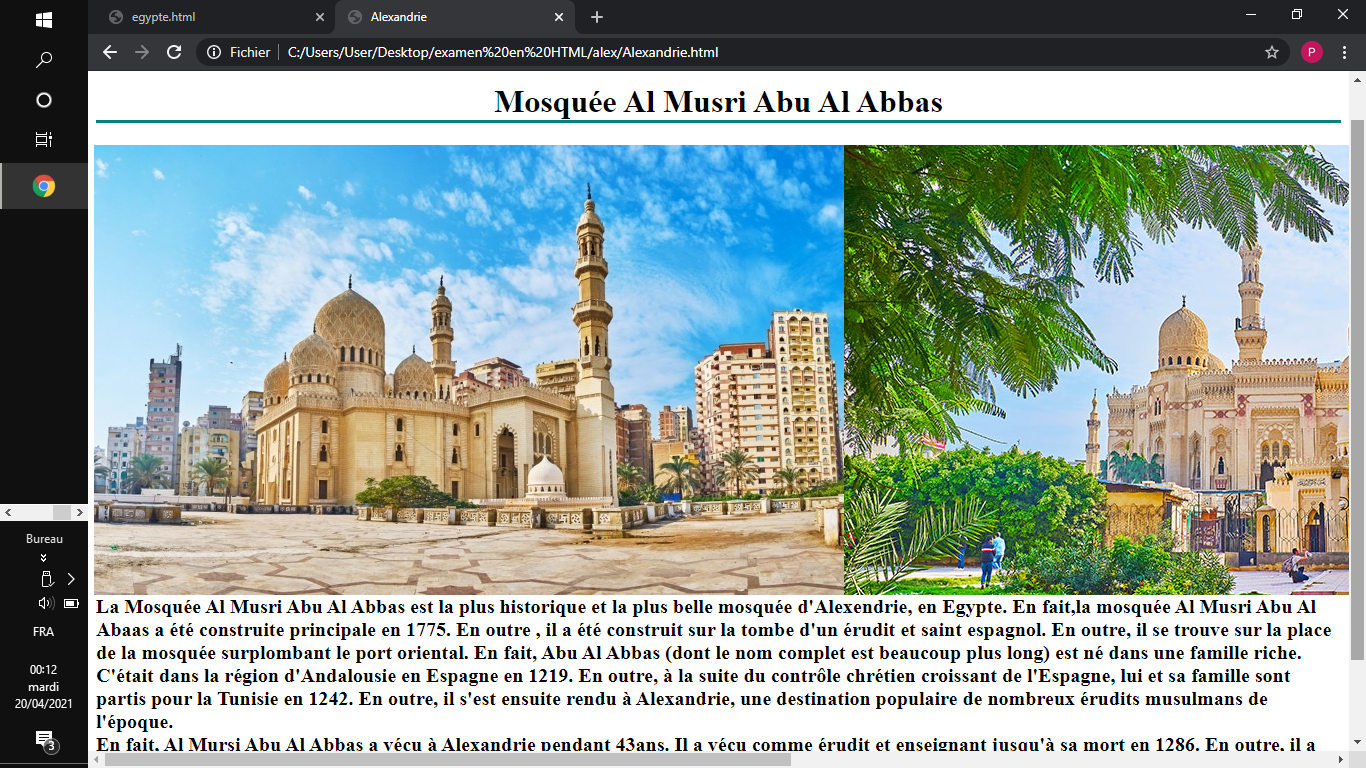 egypte.html
Alexandrie
Fichier
C:/Users/User/Desktop/examen%20en%20HTML/alex/Alexandrie.html
P
Mosquée Al Musri Abu Al Abbas
La Mosquée Al Musri Abu Al Abbas est la plus historique et la plus belle mosquée d'Alexendrie, en Egypte. En fait,la mosquée Al Musri Abu Al
Abaas a été construite principale en 1775. En outre , il a été construit sur la tombe d'un érudit et saint espagnol. En outre, il se trouve sur la place
de la mosquée surplombant le port oriental. En fait, Abu Al Abbas (dont le nom complet est beaucoup plus long) est né dans une famille riche.
C'était dans la région d'Andalousie en Espagne en 1219. En outre, à la suite du contrôle chrétien croissant de l'Espagne, lui et sa famille sont
partis pour la Tunisie en 1242. En outre, il s'est ensuite rendu à Alexandrie, une destination populaire de nombreux érudits musulmans de
l'époque.
En fait, Al Mursi Abu Al Abbas a vécu à Alexandrie pendant 43ans. Il a vécu comme érudit et enseignant jusqu'à sa mort en 1286. En outre, il a
Bureau
FRA
00:12
mardi
20/04/2021
3